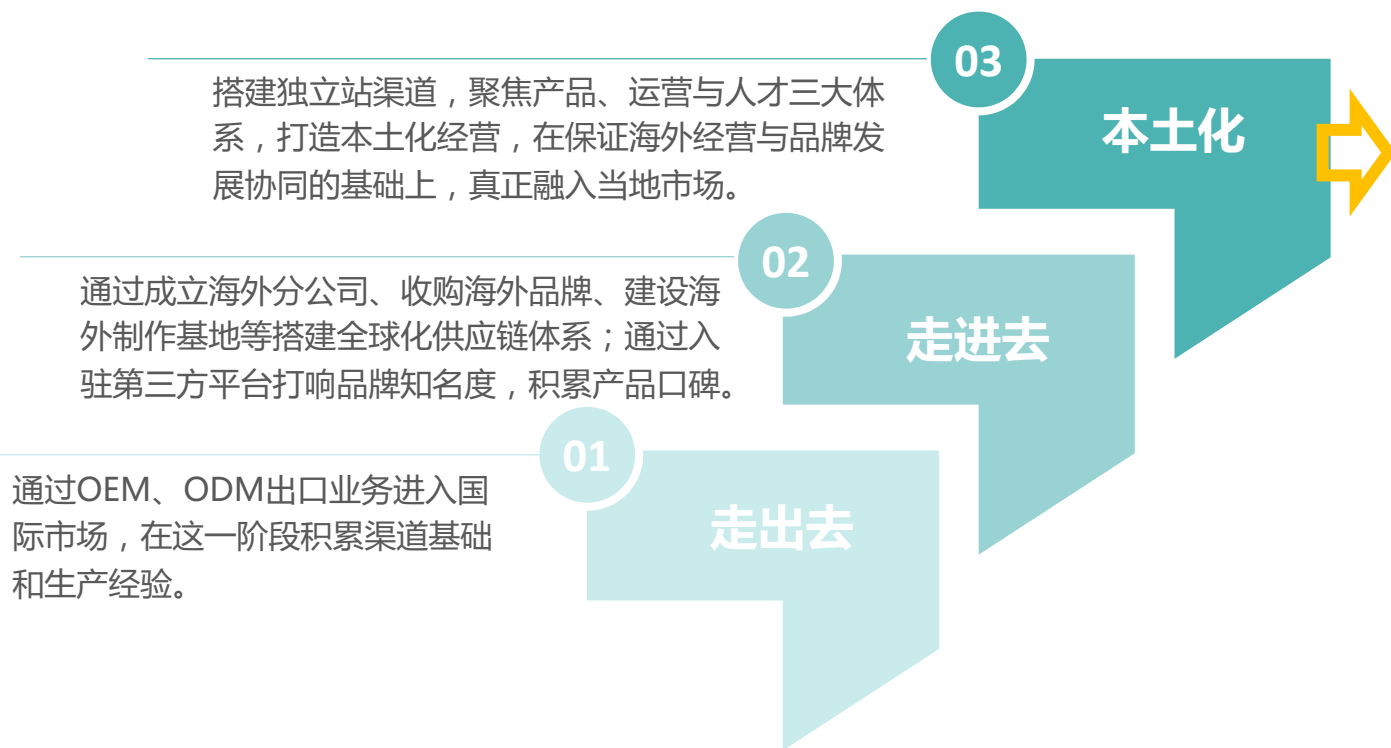 03
本土化
搭建独立站渠道，聚焦产品、运营与人才三大体
系，打造本土化经营，在保证海外经营与品牌发
展协同的基础上，真正融入当地市场。
02
走进去
通过成立海外分公司、收购海外品牌、建设海
外制作基地等搭建全球化供应链体系；通过入
驻第三方平台打响品牌知名度，积累产品口碑。
01
走出去
通过OEM、ODM出口业务进入国
际市场，在这一阶段积累渠道基础
和生产经验。